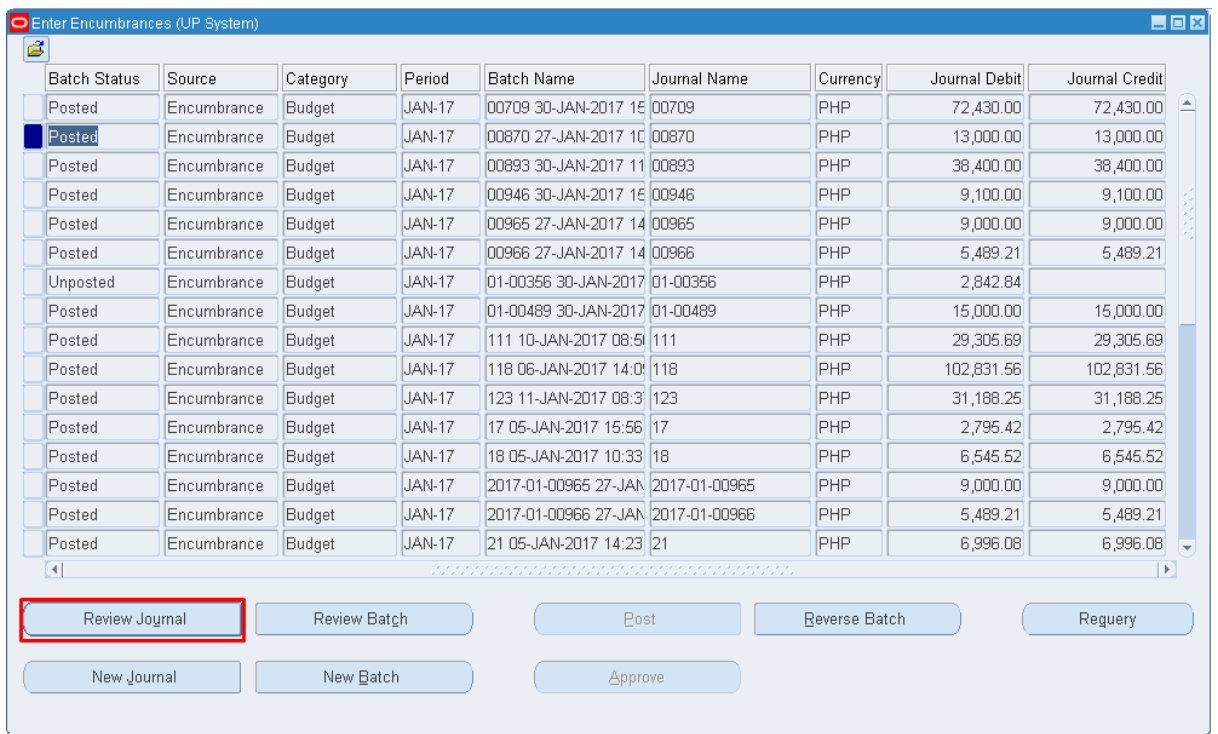 Enter Encumbrances (UP System)
Batch Status Source Category Period Batch Name Journal Name Currency Journal Debit Journal Credit
Posted Encumbrance Budget JAN-17 00709 30-JAN-2017 15 00709 PHP 72,430.00 72,430.00
Posted Encumbrance Budget JAN-17 00870 27-JAN-2017 10 00870 PHP 13,000.00 13,000.00
Posted Encumbrance Budget JAN-17 00893 30-JAN-2017 11 00893 PHP 38,400.00 38,400.00
Posted Encumbrance Budget JAN-17 00946 30-JAN-2017 15 00946 PHP 9,100.00 9,100.00
Posted Encumbrance Budget JAN-17 00965 27-JAN-2017 14 00965 PHP 9,000.00 9,000.00
Posted Encumbrance Budget JAN-17 00966 27-JAN-2017 14 00966 PHP 5,489.21 5,489.21
Unposted Encumbrance Budget JAN-17 01-00356 30-JAN-2017 01-00356 PHP 2,842.84
Posted Encumbrance Budget JAN-17 01-00489 30-JAN-2017 01-00489 PHP 15,000.00 15,000.00
Posted Encumbrance Budget JAN-17 111 10-JAN-2017 08:5 111 PHP 29,305.69 29,305.69
Posted Encumbrance Budget JAN-17 118 06-JAN-2017 14:0 118 PHP 102,831.56 102,831.56
Posted Encumbrance Budget JAN-17 123 11-JAN-2017 08:3 123 PHP 31,188.25 31,188.25
Posted Encumbrance Budget JAN-17 17 05-JAN-2017 15:56 17 PHP 2,795.42 2,795.42
Posted Encumbrance Budget JAN-17 18 05-JAN-2017 10:33 18 PHP 6,545.52 6,545.52
Posted Encumbrance Budget JAN-17 2017-01-00965 27-JAN 2017-01-00965 PHP 9,000.00 9,000.00
Posted Encumbrance Budget JAN-17 2017-01-00966 27-JAN 2017-01-00966 PHP 5,489.21 5,489.21
Posted Encumbrance Budget JAN-17 21 05-JAN-2017 14:23 21 PHP 6,996.08 6,996.08
Review Journal Review Batch Post Reverse Batch Requery
New Journal New Batch Approve